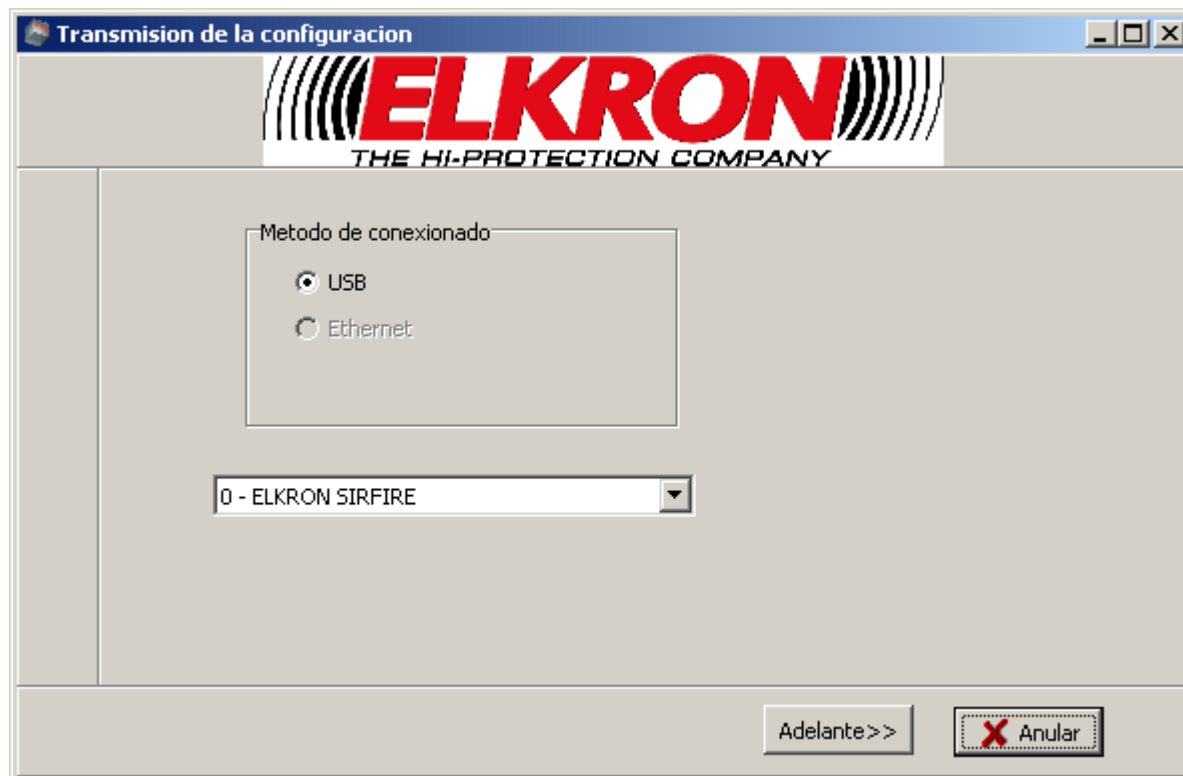 Transmision de la configuracion
ELKRON
THE HI-PROTECTION COMPANY
Metodo de conexionado
USB
Ethernet
0 - ELKRON SIRFIRE
Adelante>>
Anular